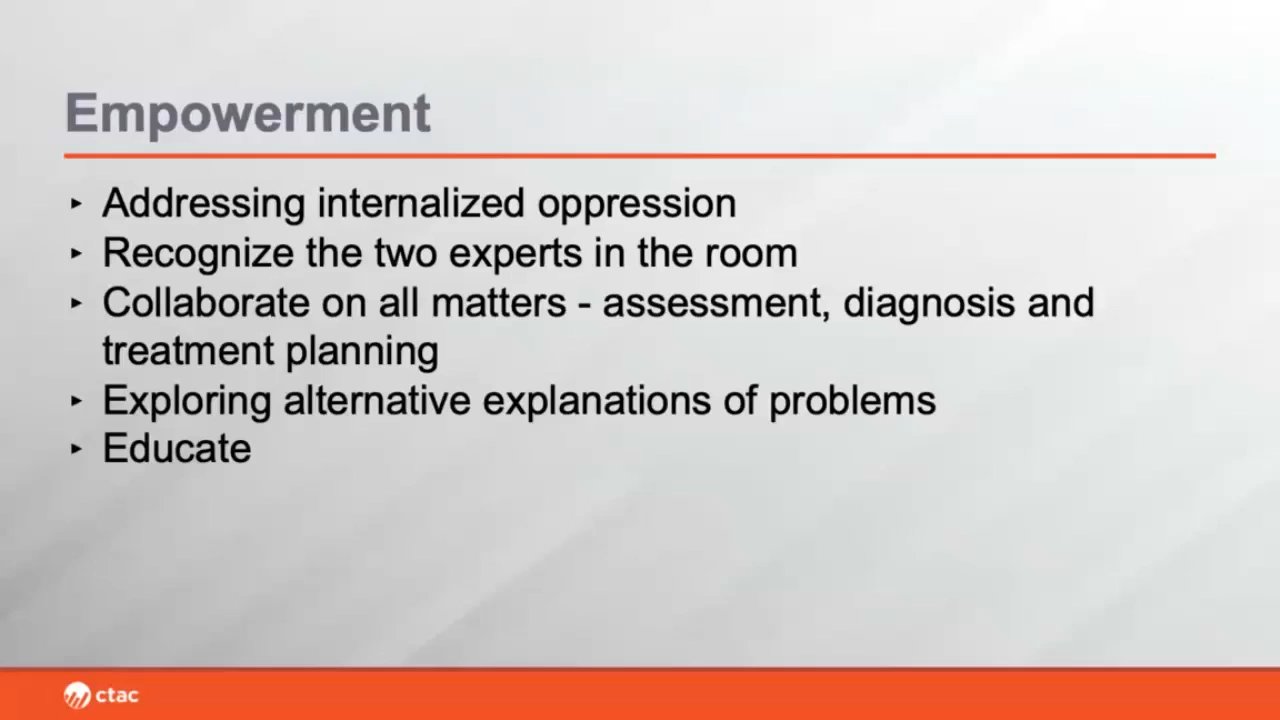 Empowerment
‣ Addressing internalized oppression
‣ Recognize the two experts in the room
‣ Collaborate on all matters - assessment, diagnosis and
treatment planning
‣ Exploring alternative explanations of problems
‣ Educate
ctac